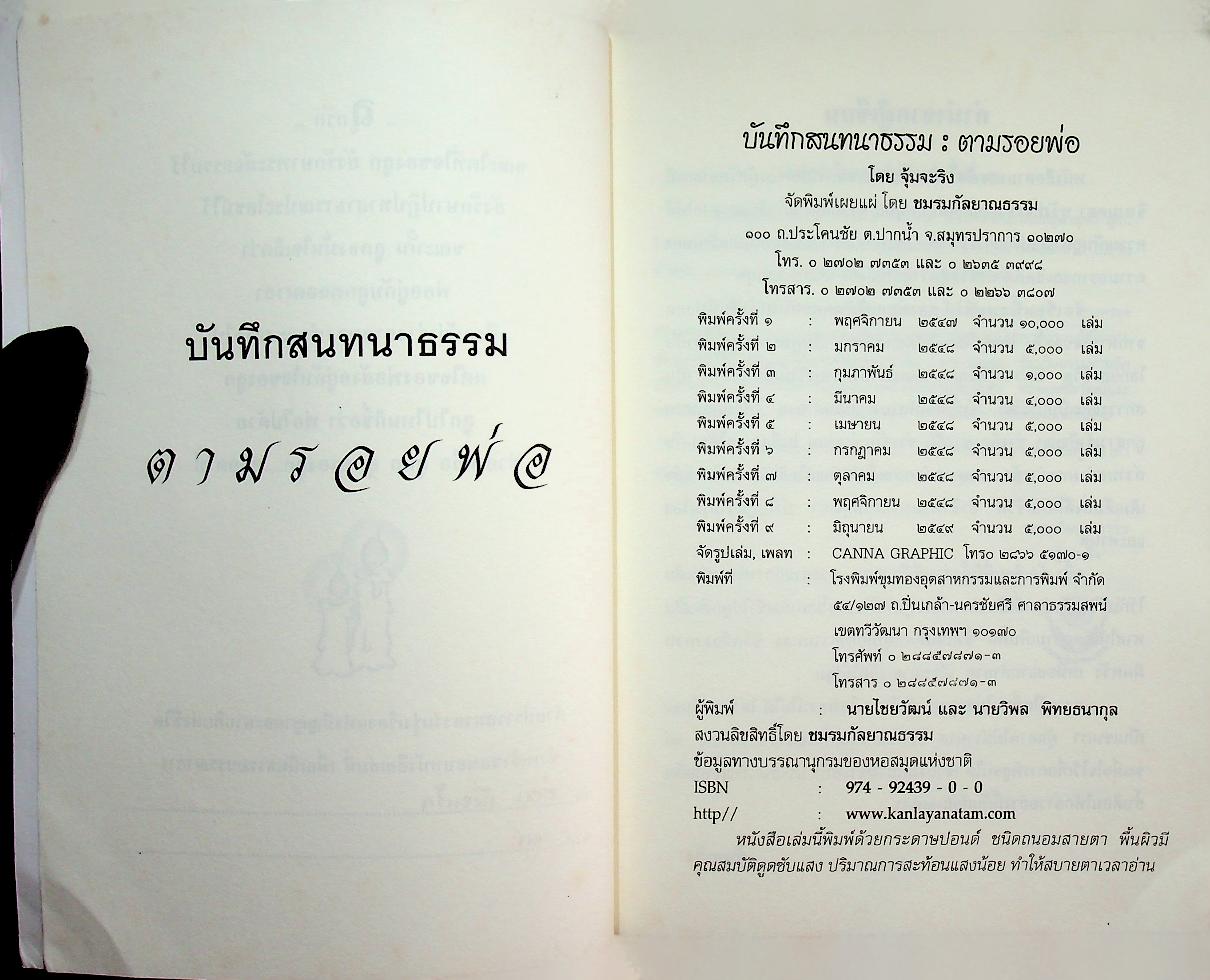 บันทึกสนทนาธรรม
ตามรอยพ่อ
บันทึกสนทนาธรรม : ตามรอยพ่อ
โดย จุ้มจะริง
จัดพิมพ์เผยแผ่ โดย ชมรมกัลยาณธรรม
๑๐๐ ถ.ประโคนชัย ต.ปากน้ำ จ.สมุทรปราการ ๑๐๒๗๐
โทร. ๐ ๒๗๐๒ ๗๓๕๓ และ ๐ ๒๖๓๕ ๓๙๙๘
โทรสาร. ๐ ๒๗๐๒ ๗๓๕๓ และ ๐ ๒๒๖๖ ๓๘๐๗
พิมพ์ครั้งที่ ๑ : พฤศจิกายน ๒๕๔๗ จำนวน ๑๐,๐๐๐ เล่ม
พิมพ์ครั้งที่ ๒ : มกราคม ๒๕๔๘ จำนวน ๕,๐๐๐ เล่ม
พิมพ์ครั้งที่ ๓ : กุมภาพันธ์ ๒๕๔๘ จำนวน ๑,๐๐๐ เล่ม
พิมพ์ครั้งที่ ๔ : มีนาคม ๒๕๔๘ จำนวน ๔,๐๐๐ เล่ม
พิมพ์ครั้งที่ ๕ : เมษายน ๒๕๔๘ จำนวน ๕,๐๐๐ เล่ม
พิมพ์ครั้งที่ ๖ : กรกฎาคม ๒๕๔๘ จำนวน ๕,๐๐๐ เล่ม
พิมพ์ครั้งที่ ๗ : ตุลาคม ๒๕๔๘ จำนวน ๕,๐๐๐ เล่ม
พิมพ์ครั้งที่ ๘ : พฤศจิกายน ๒๕๔๘ จำนวน ๕,๐๐๐ เล่ม
พิมพ์ครั้งที่ ๙ : มิถุนายน ๒๕๔๙ จำนวน ๕,๐๐๐ เล่ม
จัดรูปเล่ม, เพลท : CANNA GRAPHIC โทร๐ ๒๘๖๖ ๕๑๗๐-๑
พิมพ์ที่ : โรงพิมพ์ขุมทองอุตสาหกรรมและการพิมพ์ จำกัด
๕๔/๑๒๗ ถ.ปิ่นเกล้า-นครชัยศรี ศาลาธรรมสพน์
เขตทวีวัฒนา กรุงเทพฯ ๑๐๑๗๐
โทรศัพท์ ๐ ๒๘๘๕๗๘๗๑-๓
โทรสาร ๐ ๒๘๘๕๗๘๗๑-๓
ผู้พิมพ์ : นายไชยวัฒน์ และ นายวิพล พิทยธนากุล
สงวนลิขสิทธิ์โดย ชมรมกัลยาณธรรม
ข้อมูลทางบรรณานุกรมของหอสมุดแห่งชาติ
ISBN : 974 - 92439 - 0 - 0
http// : www.kanlayanatam.com
หนังสือเล่มนี้พิมพ์ด้วยกระดาษปอนด์ ชนิดถนอมสายตา พื้นผิวมี
คุณสมบัติดูดซับแสง ปริมาณการสะท้อนแสงน้อย ทำให้สบายตาเวลาอ่าน